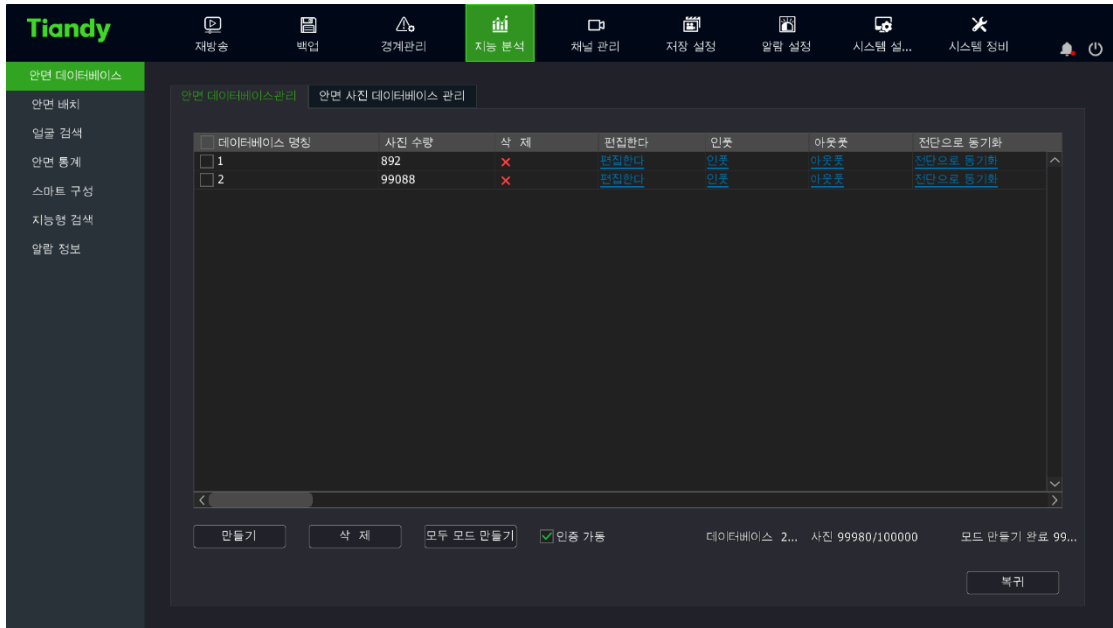 Tiandy
재방송 백업 경계관리 지능 분석 채널 관리 저장 설정 알람 설정 시스템 설... 시스템 정비
안면 데이터베이스
안면 배치
얼굴 검색
안면 통계
스마트 구성
지능형 검색
알람 정보
안면 데이터베이스관리 안면 사진 데이터베이스 관리
데이터베이스 명칭 사진 수량 삭 제 편집한다 인풋 아웃풋 전단으로 동기화
1 892 편집한다 인풋 아웃풋 전단으로 동기화
2 99088 편집한다 인풋 아웃풋 전단으로 동기화
만들기 삭 제 모두 모드 만들기 인증 가동 데이터베이스 2... 사진 99980/100000 모드 만들기 완료 99...
복귀